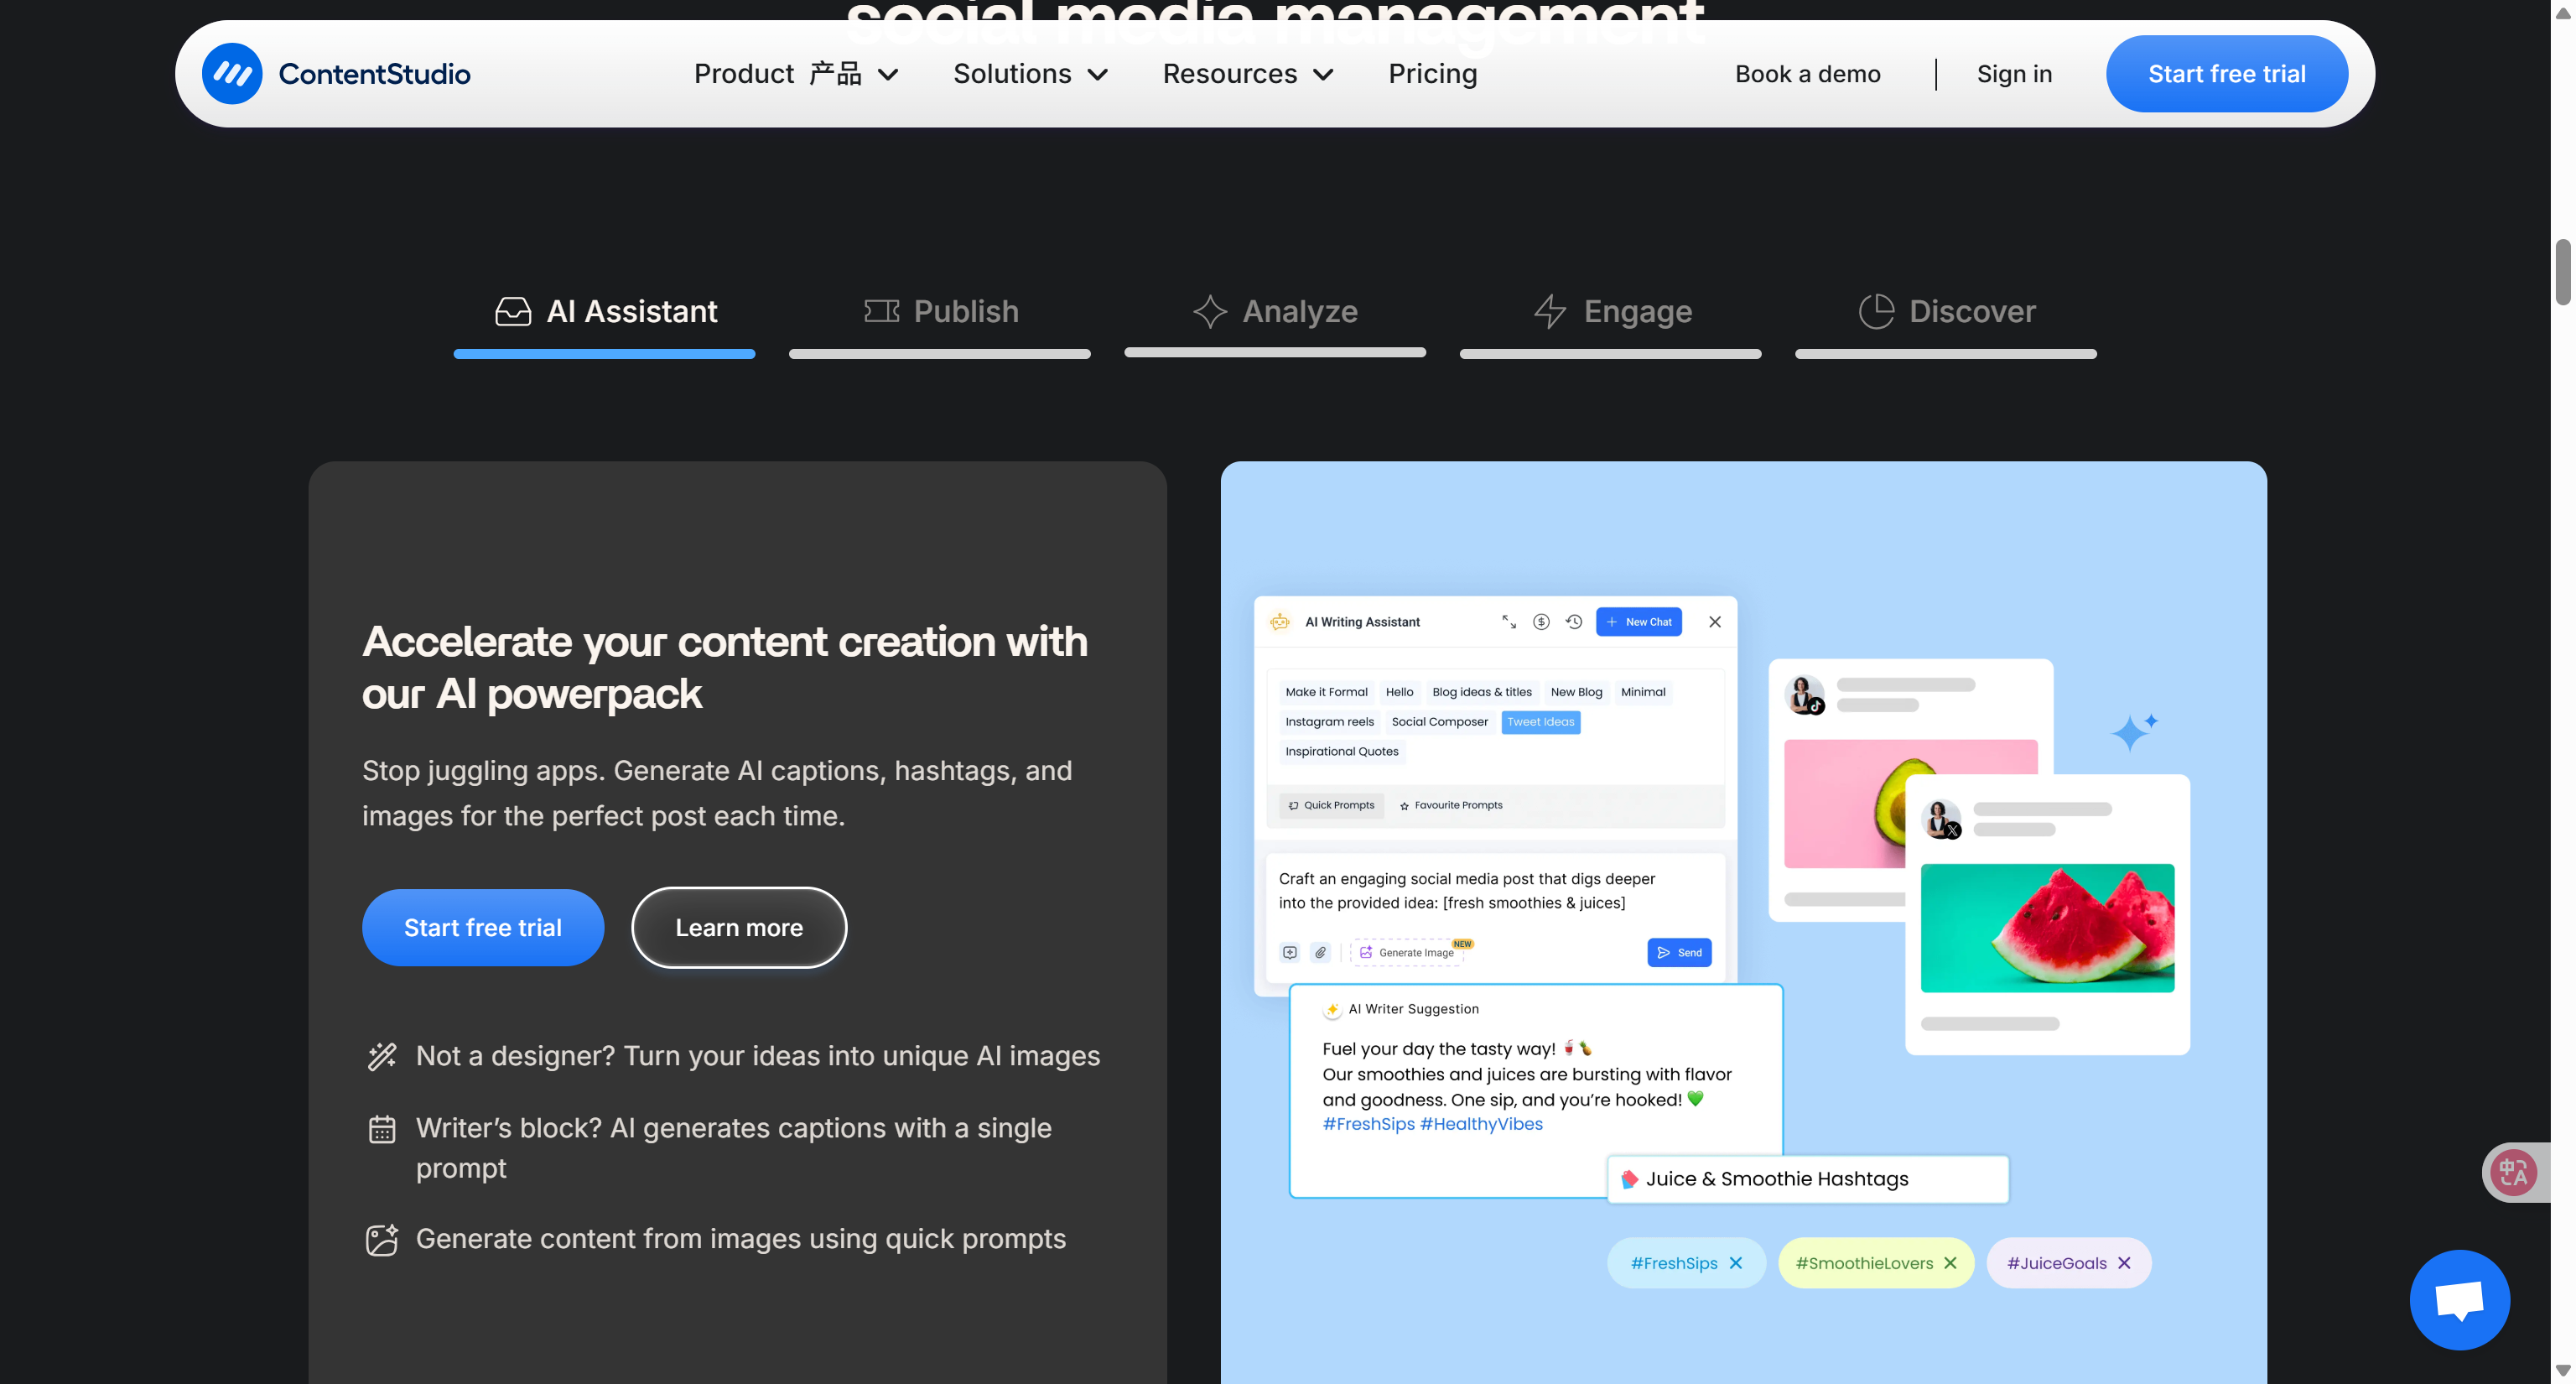 social media management
ContentStudio
Product 产品
Solutions
Resources
Pricing
Book a demo
Sign in
Start free trial
AI Assistant
Publish
Analyze
Engage
Discover
Accelerate your content creation with
our AI powerpack
Stop juggling apps. Generate AI captions, hashtags, and
images for the perfect post each time.
Start free trial
Learn more
Not a designer? Turn your ideas into unique AI images
Writer’s block? AI generates captions with a single
prompt
Generate content from images using quick prompts
AI Writing Assistant
New Chat
Make it Formal
Hello
Blog ideas & titles
New Blog
Minimal
Instagram reels
Social Composer
Tweet Ideas
Inspirational Quotes
Quick Prompts
Favourite Prompts
Craft an engaging social media post that digs deeper
into the provided idea: [fresh smoothies & juices]
Generate Image
NEW
Send
AI Writer Suggestion
Fuel your day the tasty way! 🥤🍍
Our smoothies and juices are bursting with flavor
and goodness. One sip, and you’re hooked! 💚
#FreshSips #HealthyVibes
Juice & Smoothie Hashtags
#FreshSips
#SmoothieLovers
#JuiceGoals
中A